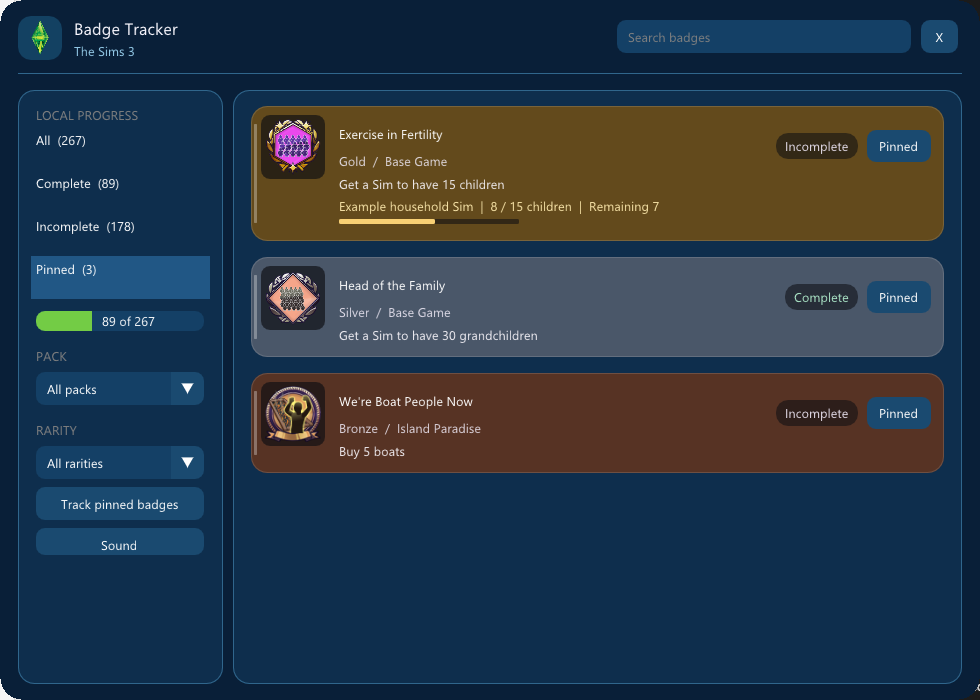 Badge Tracker
The Sims 3
Search badges
X
LOCAL PROGRESS
All (267)
Complete (89)
Incomplete (178)
Pinned (3)
89 of 267
PACK
All packs
RARITY
All rarities
Track pinned badges
Sound
Exercise in Fertility
Gold / Base Game
Get a Sim to have 15 children
Example household Sim | 8 / 15 children | Remaining 7
Incomplete
Pinned
Head of the Family
Silver / Base Game
Get a Sim to have 30 grandchildren
Complete
Pinned
We're Boat People Now
Bronze / Island Paradise
Buy 5 boats
Incomplete
Pinned